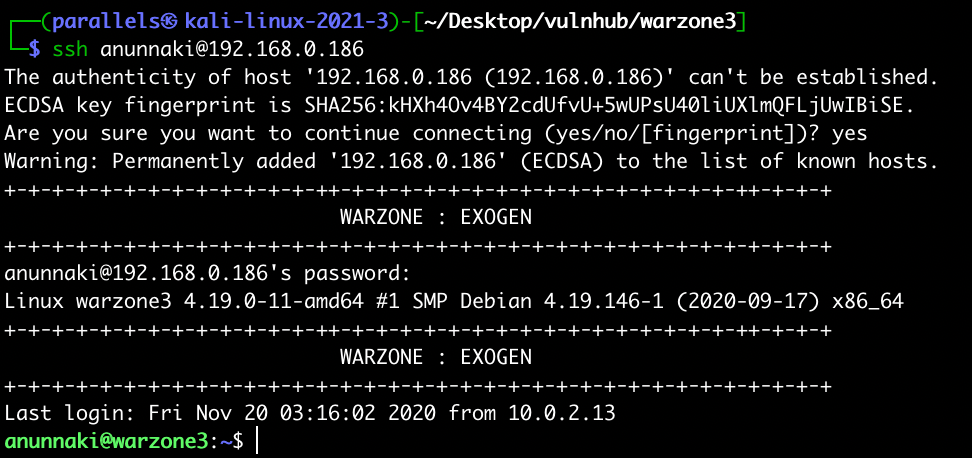 ┌──(parallels㉿kali-linux-2021-3)-[~/Desktop/vulnhub/warzone3]
└─$ ssh anunnaki@192.168.0.186
The authenticity of host '192.168.0.186 (192.168.0.186)' can't be established.
ECDSA key fingerprint is SHA256:kHXh4Ov4BY2cdUfvU+5wUPsU40liUXlmQFLjUwIBiSE.
Are you sure you want to continue connecting (yes/no/[fingerprint])? yes
Warning: Permanently added '192.168.0.186' (ECDSA) to the list of known hosts.
+-+-+-+-+-+-+-+-+-+-+-+-+-++-+-+-+-+-+-+-+-+-+-+-+-+-+-+-+-+-++-+-+-+
WARZONE : EXOGEN
+-+-+-+-+-+-+-+-+-+-+-+-+-++-+-+-+-+-+-+-+-+-+-+-+-+-+-+-+-+-++-+-+-+
anunnaki@192.168.0.186's password:
Linux warzone3 4.19.0-11-amd64 #1 SMP Debian 4.19.146-1 (2020-09-17) x86_64
+-+-+-+-+-+-+-+-+-+-+-+-+-++-+-+-+-+-+-+-+-+-+-+-+-+-+-+-+-+-++-+-+-+
WARZONE : EXOGEN
+-+-+-+-+-+-+-+-+-+-+-+-+-++-+-+-+-+-+-+-+-+-+-+-+-+-+-+-+-+-++-+-+-+
Last login: Fri Nov 20 03:16:02 2020 from 10.0.2.13
anunnaki@warzone3:~$